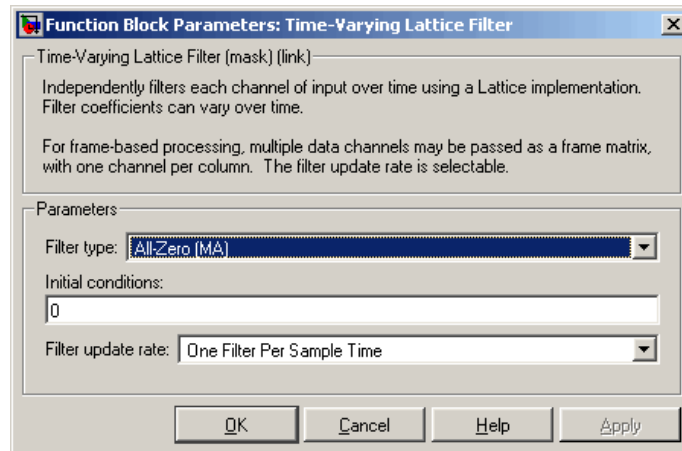 Function Block Parameters: Time-Varying Lattice Filter
Time-Varying Lattice Filter (mask) (link)
Independently filters each channel of input over time using a Lattice implementation.
Filter coefficients can vary over time.
For frame-based processing, multiple data channels may be passed as a frame matrix,
with one channel per column. The filter update rate is selectable.
Parameters
Filter type: All-Zero (MA)
Initial conditions:
0
Filter update rate: One Filter Per Sample Time
OK Cancel Help Apply